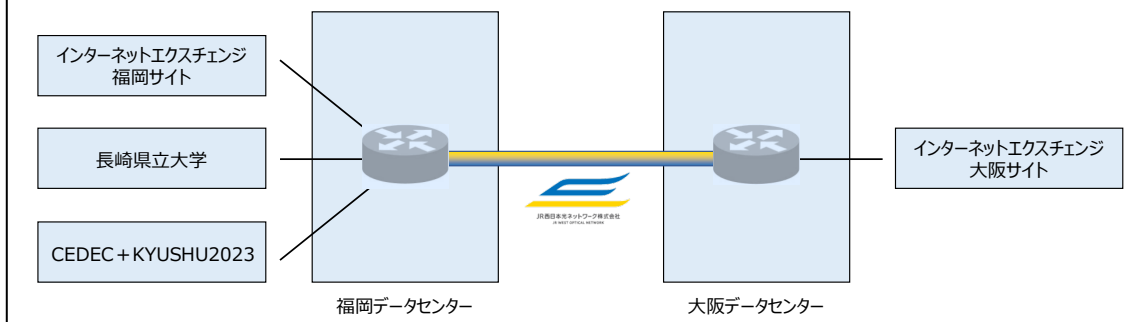 インターネットエクスチェンジ
福岡サイト
長崎県立大学
CEDEC+KYUSHU2023
JR西日本光ネットワーク株式会社
JR WEST OPTICAL NETWORK
インターネットエクスチェンジ
大阪サイト
福岡データセンター
大阪データセンター